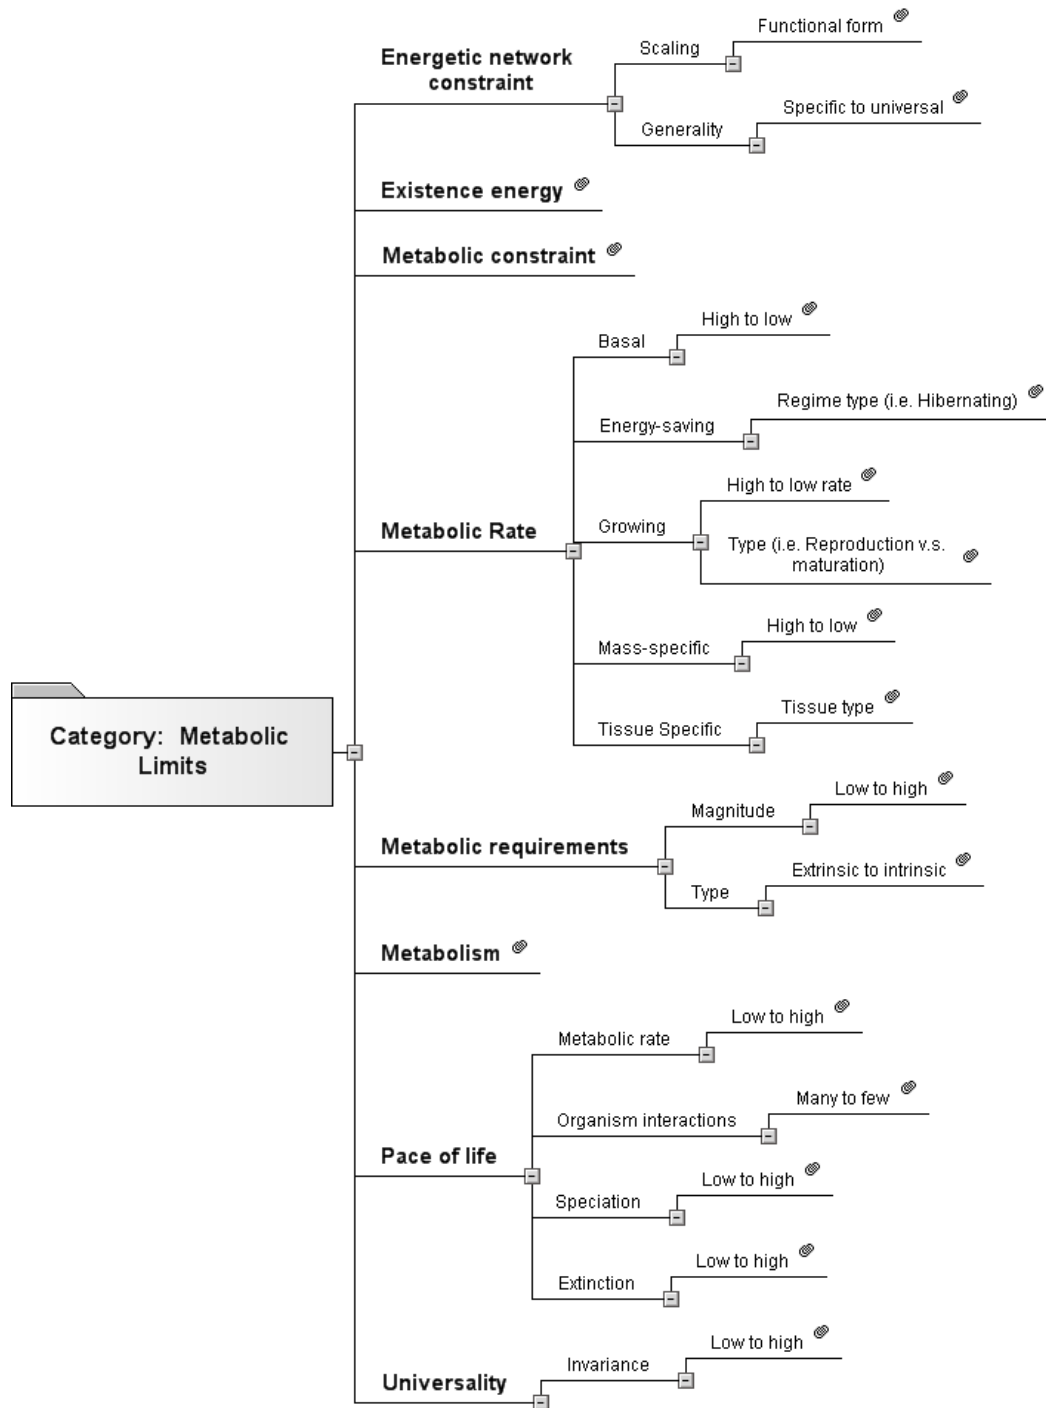 Functional form
Scaling
Energetic network
constraint
Specific to universal
Generality
Existence energy
Metabolic constraint
High to low
Basal
Regime type (i.e. Hibernating)
Energy-saving
High to low rate
Growing
Metabolic Rate
Type (i.e. Reproduction v.s.
maturation)
High to low
Mass-specific
Tissue type
Tissue Specific
Category:  Metabolic
Limits
Low to high
Magnitude
Metabolic requirements
Extrinsic to intrinsic
Type
Metabolism
Low to high
Metabolic rate
Many to few
Organism interactions
Pace of life
Low to high
Speciation
Low to high
Extinction
Low to high
Invariance
Universality